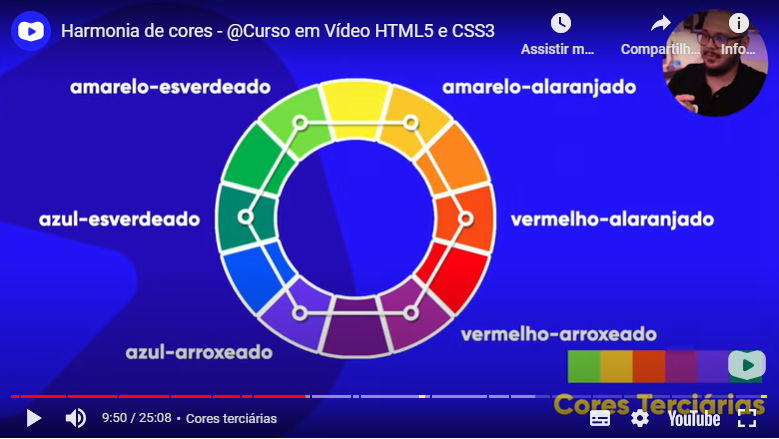 Harmonia de cores - @Curso em Vídeo HTML5 e CSS3
Assistir m...
Compartilh...
Info...
amarelo-esverdeado
amarelo-alaranjado
azul-esverdeado
vermelho-alaranjado
azul-arroxeado
vermelho-arroxeado
Cores Terciárias
9:50 / 25:08 • Cores terciárias
YouTube